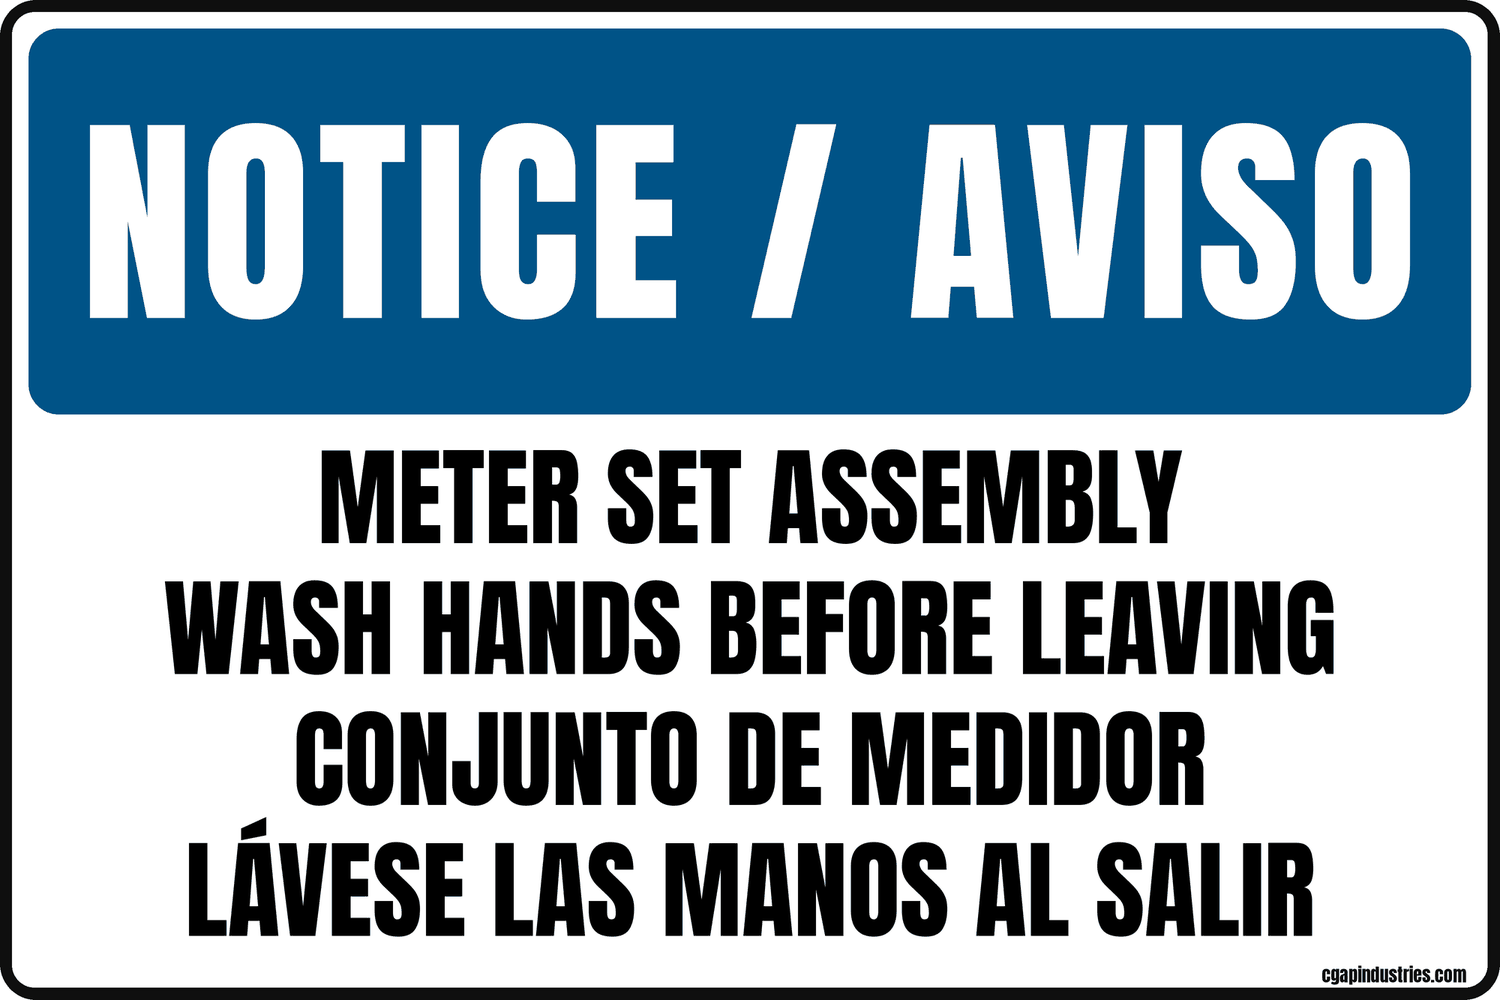 NOTICE / AVISO
METER SET ASSEMBLY
WASH HANDS BEFORE LEAVING
CONJUNTO DE MEDIDOR
LÁVESE LAS MANOS AL SALIR
cgapindustries.com